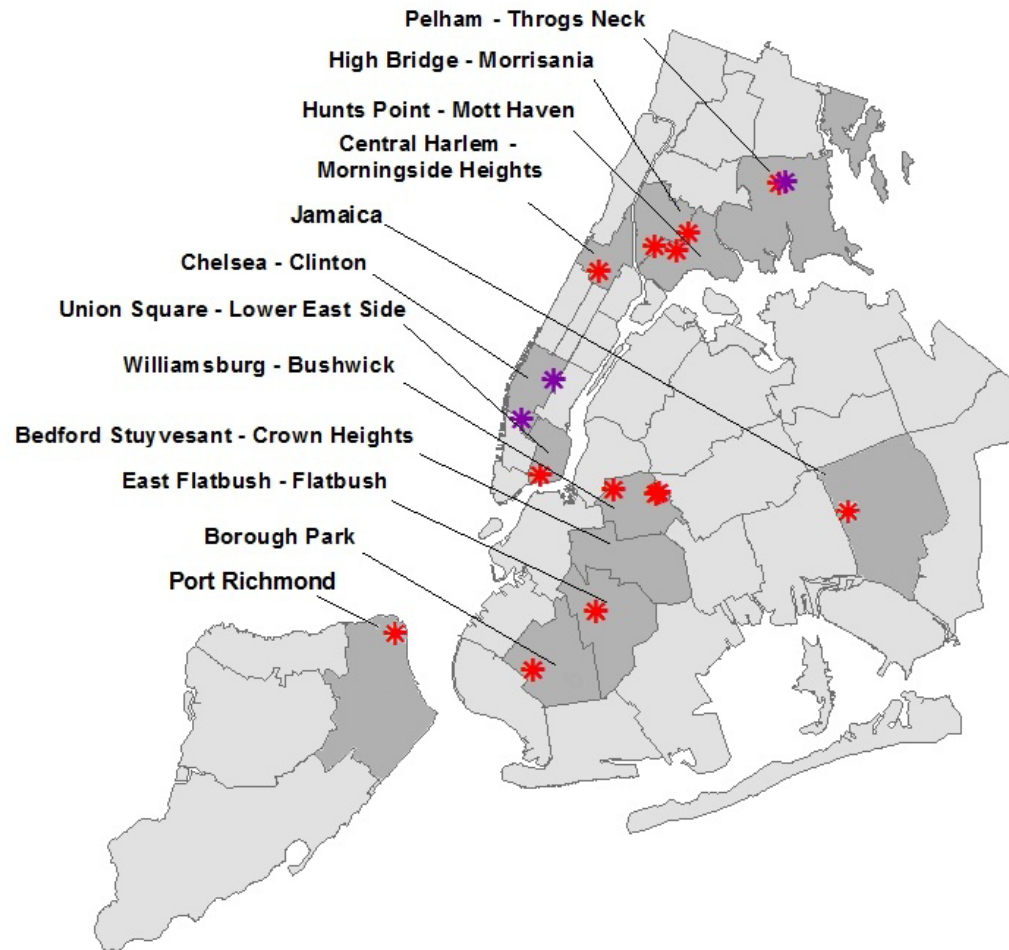 Pelham - Throgs Neck
High Bridge - Morrisania
Hunts Point - Mott Haven
Central Harlem -
Morningside Heights
Jamaica
Chelsea - Clinton
Union Square - Lower East Side
Williamsburg - Bushwick
Bedford Stuyvesant - Crown Heights
East Flatbush - Flatbush
Borough Park
Port Richmond